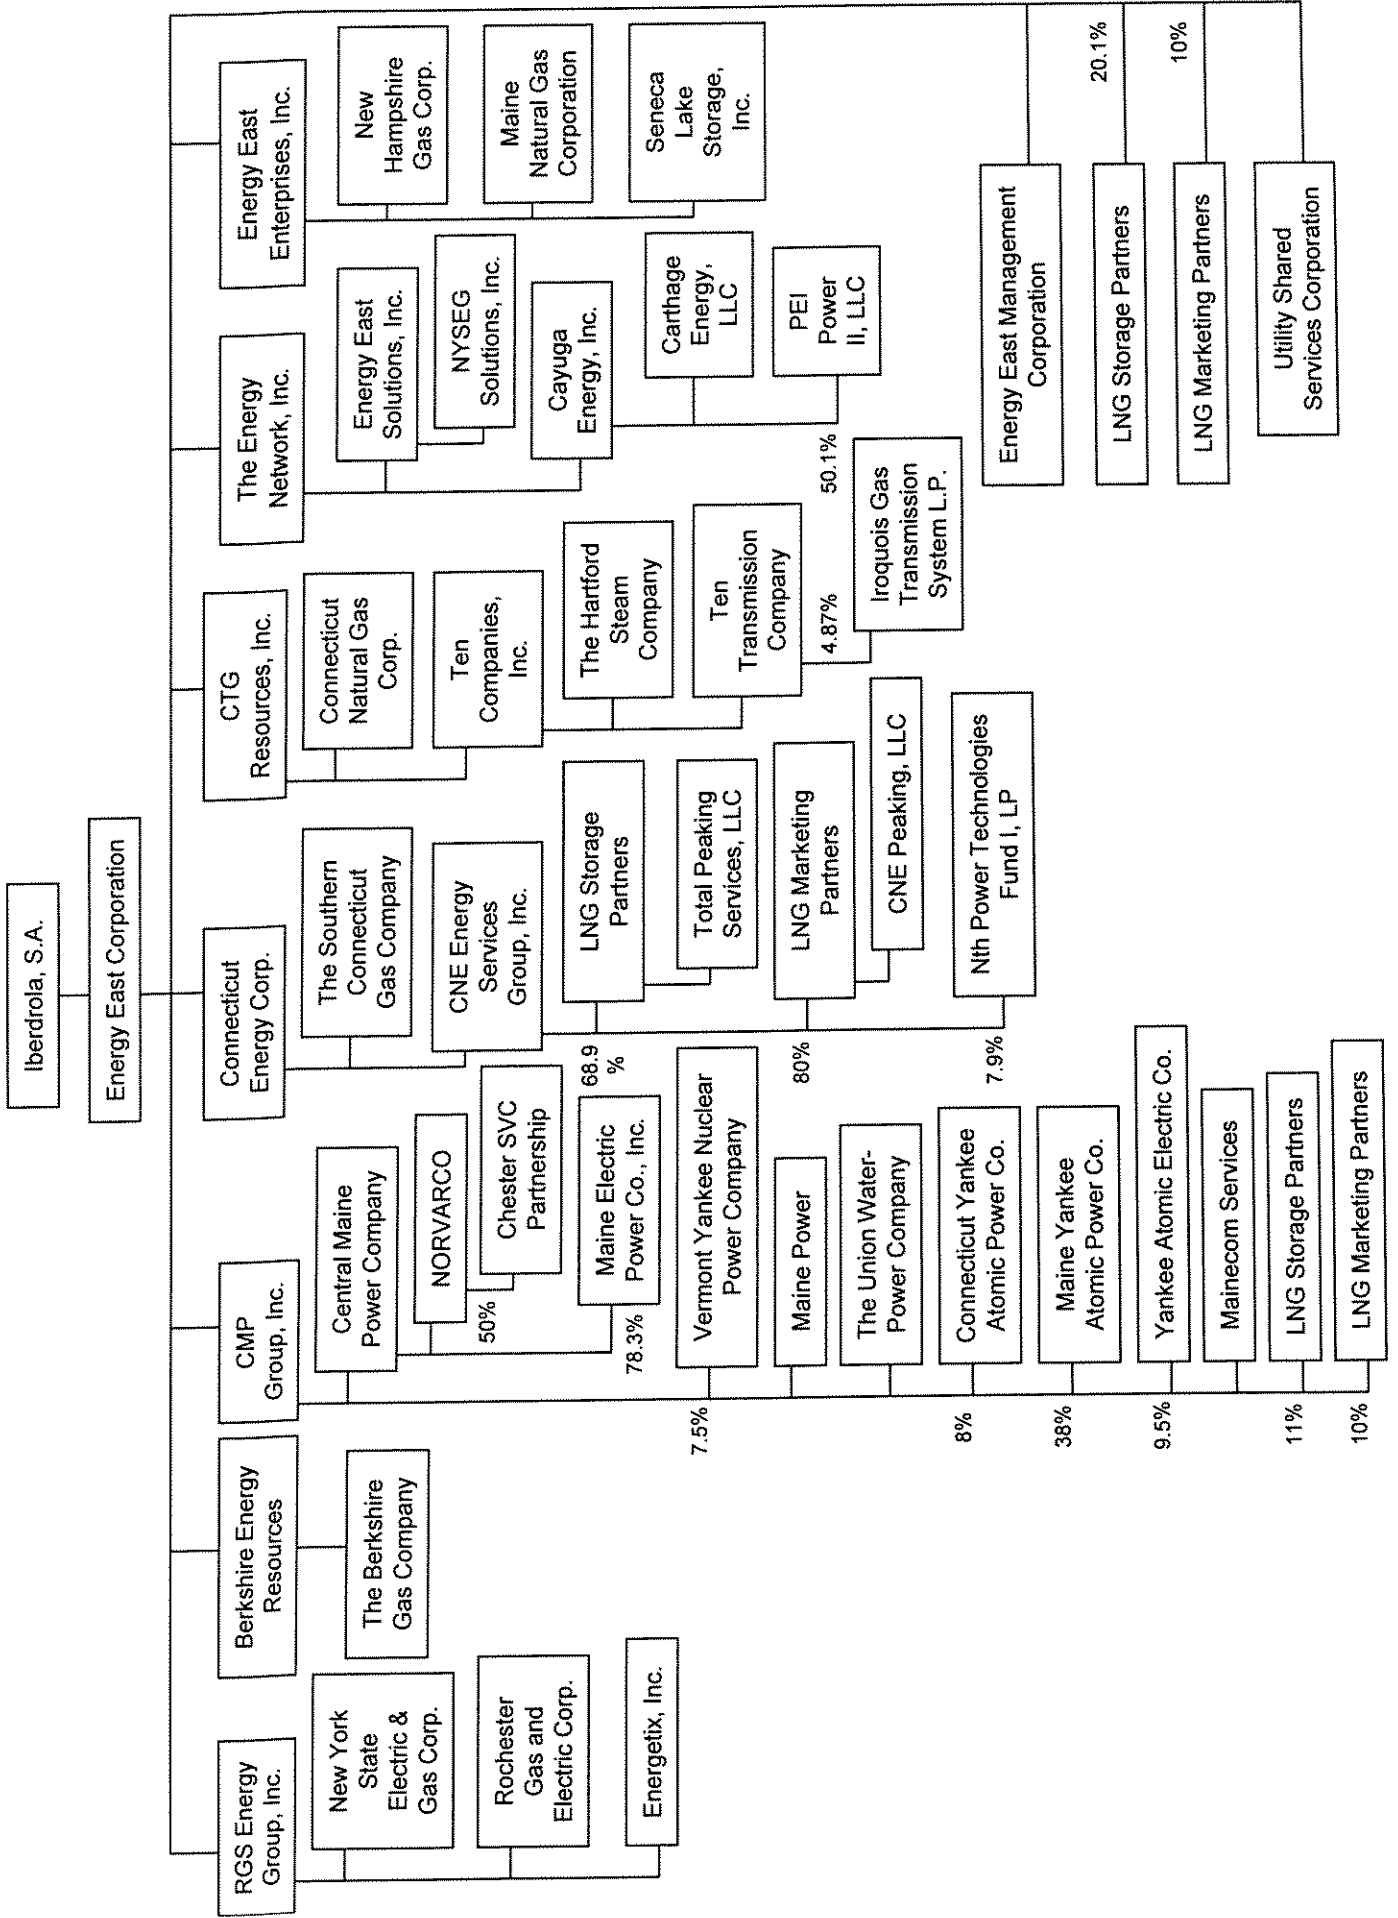 Iberdrola, S.A.
Energy East Corporation
RGS Energy
Group, Inc.
New York
State
Electric &
Gas Corp.
Rochester
Gas and
Electric Corp.
Energetix, Inc.
Berkshire Energy
Resources
The Berkshire
Gas Company
CMP
Group, Inc.
Central Maine
Power Company
NORVARCO
50%
Chester SVC
Partnership
78.3%
Maine Electric
Power Co., Inc.
7.5%
Vermont Yankee Nuclear
Power Company
Maine Power
The Union Water-
Power Company
8%
Connecticut Yankee
Atomic Power Co.
38%
Maine Yankee
Atomic Power Co.
9.5%
Yankee Atomic Electric Co.
Mainecom Services
11%
LNG Storage Partners
10%
LNG Marketing Partners
Connecticut
Energy Corp.
The Southern
Connecticut
Gas Company
CNE Energy
Services
Group, Inc.
68.9
%
LNG Storage
Partners
Total Peaking
Services, LLC
80%
LNG Marketing
Partners
CNE Peaking, LLC
7.9%
Nth Power Technologies
Fund I, LP
CTG
Resources, Inc.
Connecticut
Natural Gas
Corp.
Ten
Companies,
Inc.
The Hartford
Steam
Company
Ten
Transmission
Company
4.87%
Iroquois Gas
Transmission
System L.P.
The Energy
Network, Inc.
Energy East
Solutions, Inc.
NYSEG
Solutions, Inc.
Cayuga
Energy, Inc.
Carthage
Energy,
LLC
50.1%
PEI
Power
II, LLC
Energy East
Enterprises, Inc.
New
Hampshire
Gas Corp.
Maine
Natural Gas
Corporation
Seneca
Lake
Storage,
Inc.
Energy East Management
Corporation
20.1%
LNG Storage Partners
10%
LNG Marketing Partners
Utility Shared
Services Corporation